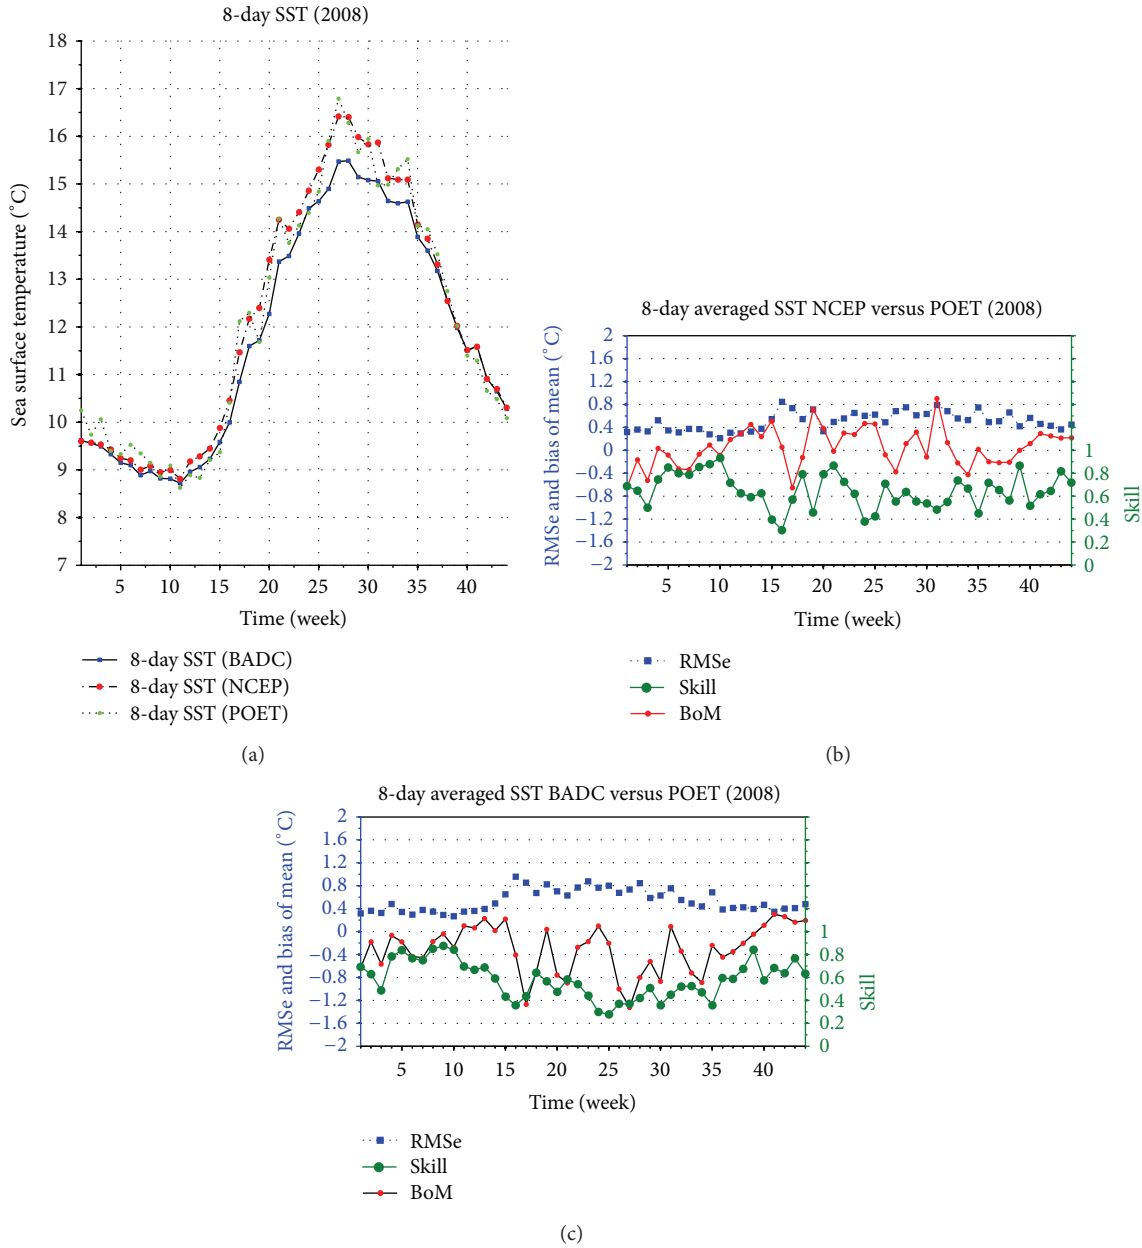 (a)
8-day SST (2008)
Sea surface temperature (°C)
18
17
16
15
14
13
12
11
10
9
8
7
5 10 15 20 25 30 35 40
Time (week)
8-day SST (BADC)
8-day SST (NCEP)
8-day SST (POET)
(a)
8-day averaged SST NCEP versus POET (2008)
RMSe and bias of mean (°C)
2
1.6
1.2
0.8
0.4
0
−0.4
−0.8
−1.2
−1.6
−2
1
0.8
0.6
0.4
0.2
0
Skill
5 10 15 20 25 30 35 40
Time (week)
RMSe
Skill
BoM
(b)
8-day averaged SST BADC versus POET (2008)
RMSe and bias of mean (°C)
2
1.6
1.2
0.8
0.4
0
−0.4
−0.8
−1.2
−1.6
−2
1
0.8
0.6
0.4
0.2
0
Skill
5 10 15 20 25 30 35 40
Time (week)
RMSe
Skill
BoM
(c)